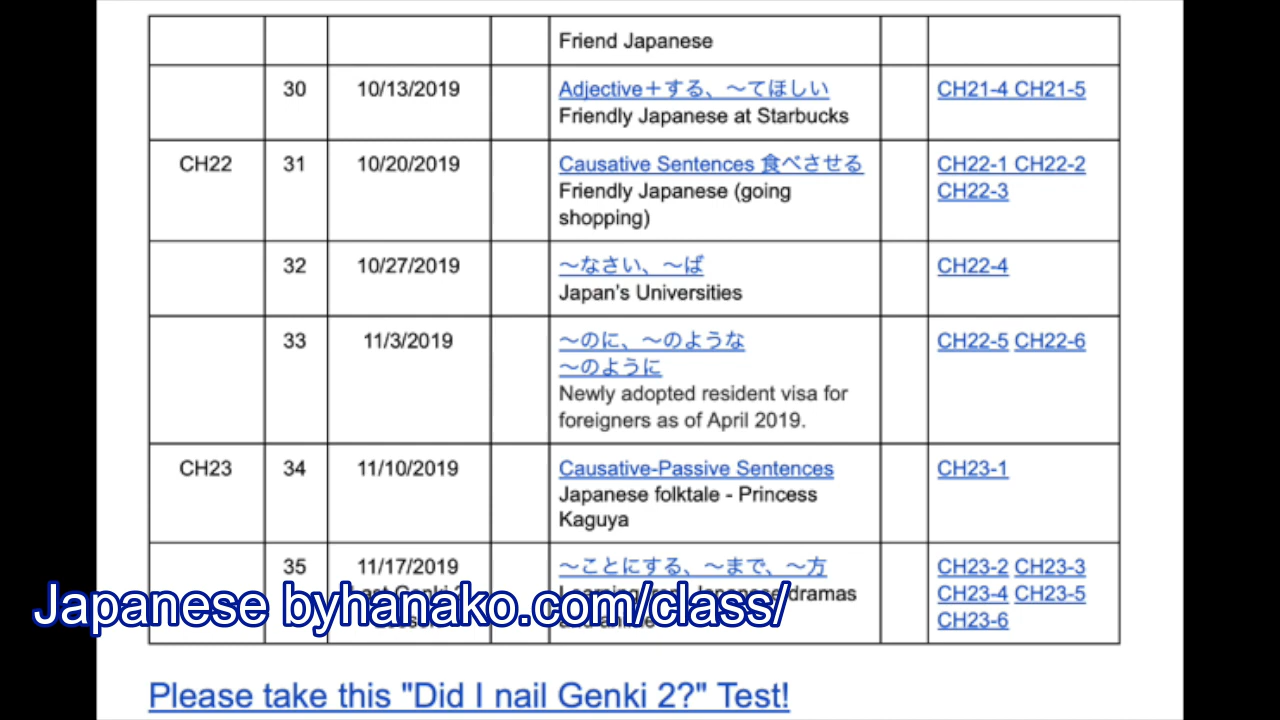 Friend Japanese
30 10/13/2019 Adjective＋する、〜てほしい CH21-4 CH21-5
Friendly Japanese at Starbucks
CH22 31 10/20/2019 Causative Sentences 食べさせる CH22-1 CH22-2
Friendly Japanese (going CH22-3
shopping)
32 10/27/2019 〜なさい、〜ば CH22-4
Japan's Universities
33 11/3/2019 〜のに、〜のような CH22-5 CH22-6
〜のように
Newly adopted resident visa for
foreigners as of April 2019.
CH23 34 11/10/2019 Causative-Passive Sentences CH23-1
Japanese folktale - Princess
Kaguya
35 11/17/2019 〜ことにする、〜まで、〜方 CH23-2 CH23-3
dramas CH23-4 CH23-5
CH23-6
Japanese byhanako.com/class/
Please take this "Did I nail Genki 2?" Test!